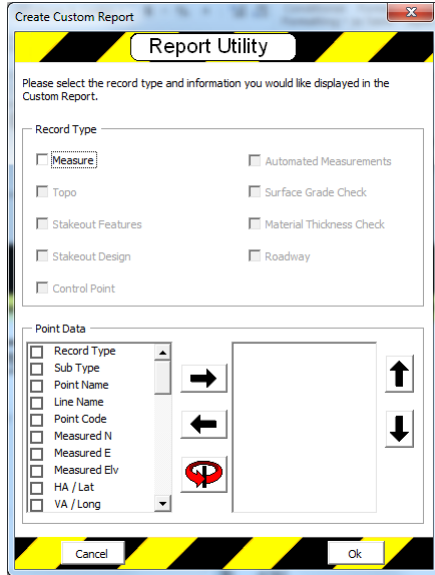 Create Custom Report
Report Utility
Please select the record type and information you would like displayed in the
Custom Report.
Record Type
Measure
Automated Measurements
Topo
Surface Grade Check
Stakeout Features
Material Thickness Check
Stakeout Design
Roadway
Control Point
Point Data
Record Type
Sub Type
Point Name
Line Name
Point Code
Measured N
Measured E
Measured Elv
HA / Lat
VA / Long
Cancel
Ok